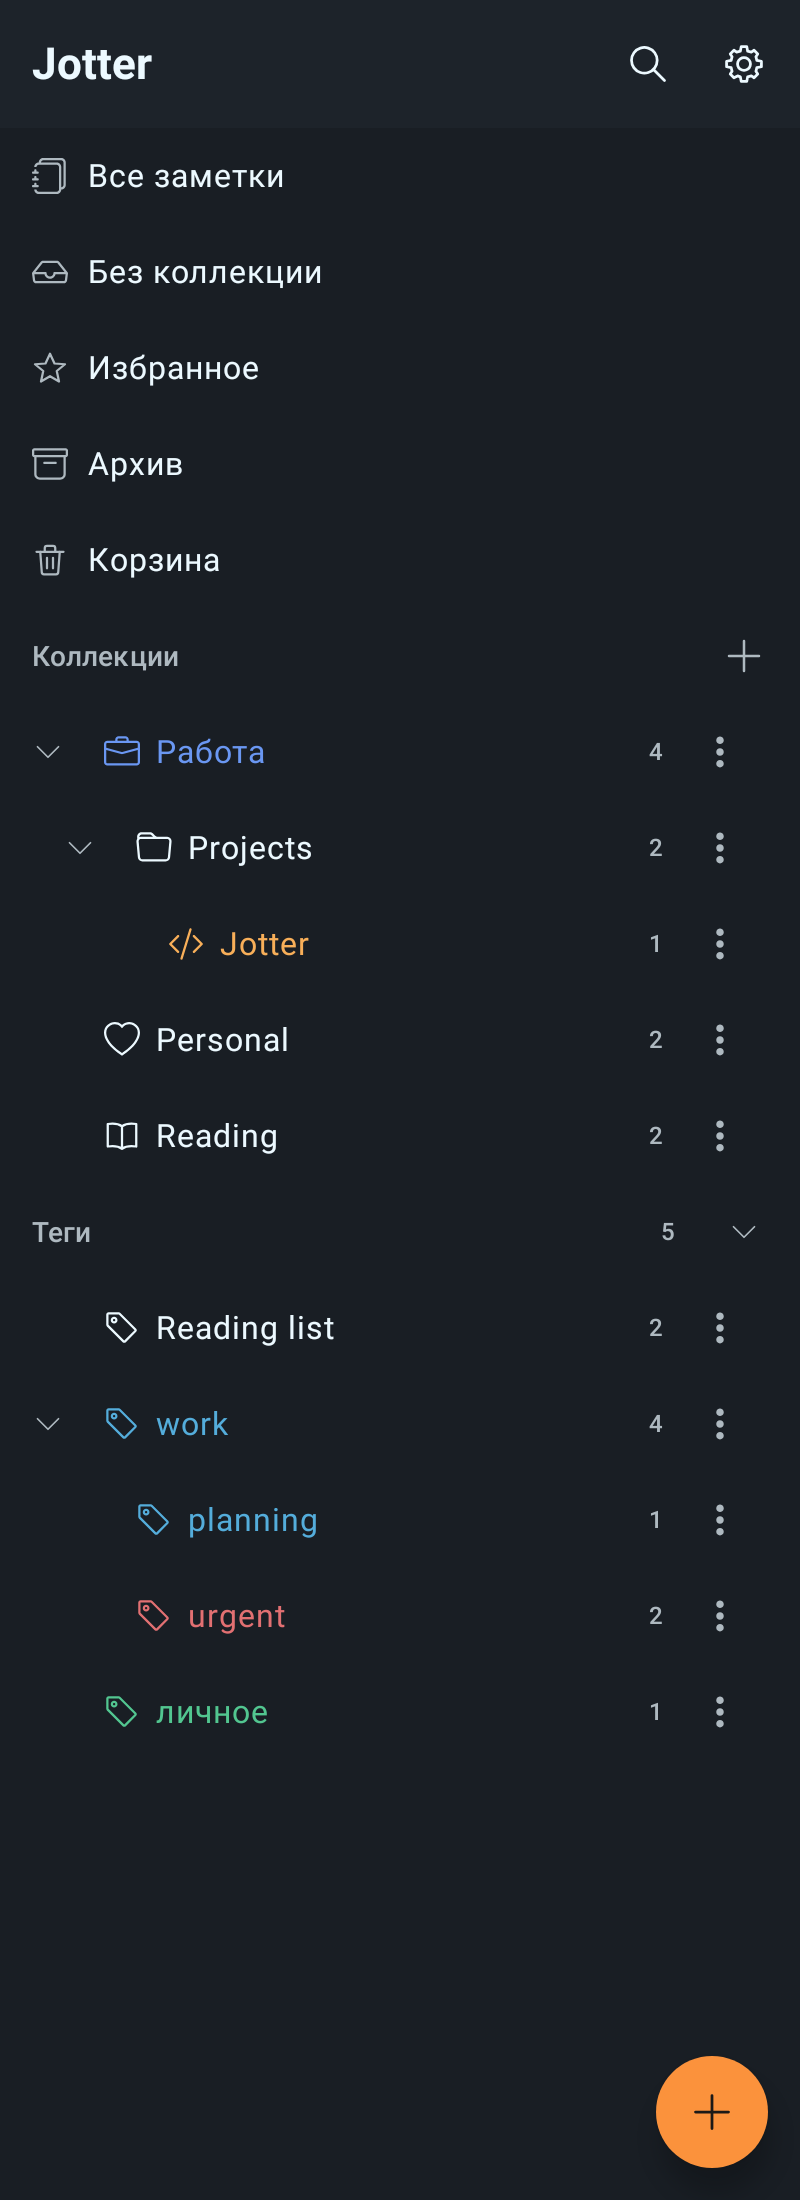 Jotter
Все заметки
Без коллекции
Избранное
Архив
Корзина
Коллекции
Работа 4
Projects 2
Jotter 1
Personal 2
Reading 2
Теги 5
Reading list 2
work 4
planning 1
urgent 2
личное 1